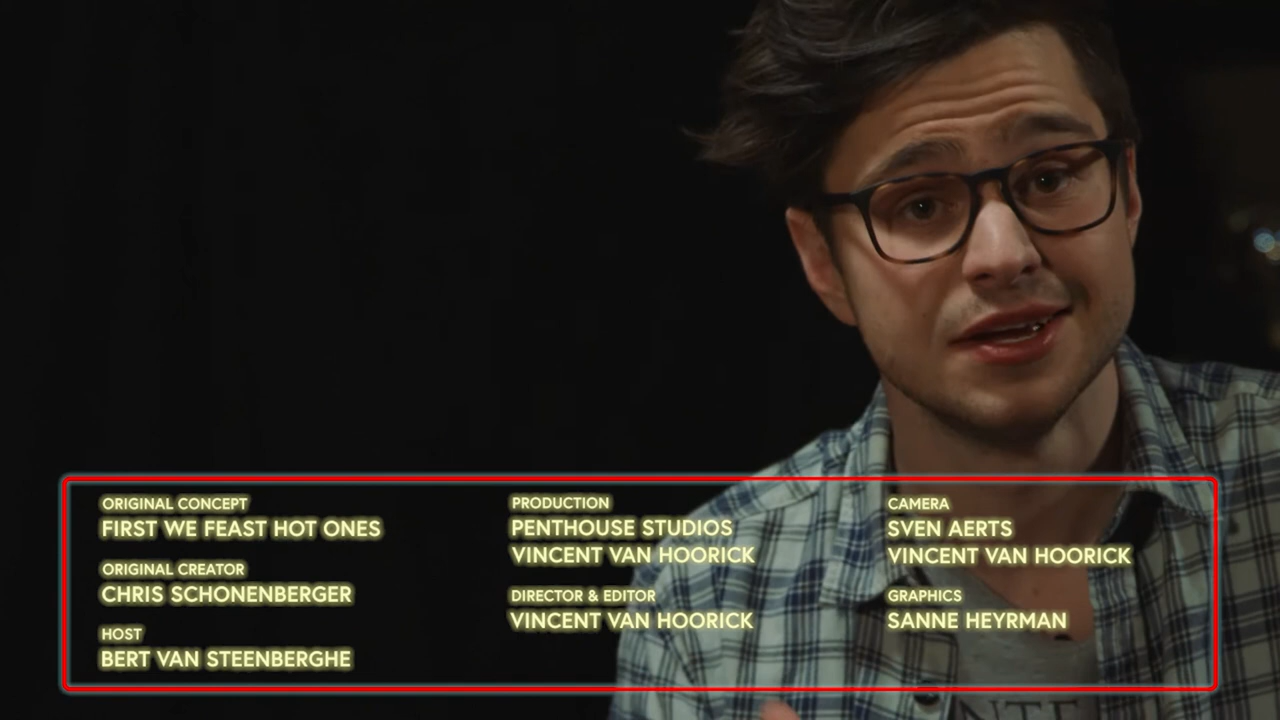 ORIGINAL CONCEPT
FIRST WE FEAST HOT ONES
ORIGINAL CREATOR
CHRIS SCHONENBERGER
HOST
BERT VAN STEENBERGHE
PRODUCTION
PENTHOUSE STUDIOS
VINCENT VAN HOORICK
DIRECTOR & EDITOR
VINCENT VAN HOORICK
CAMERA
SVEN AERTS
VINCENT VAN HOORICK
GRAPHICS
SANNE HEYRMAN